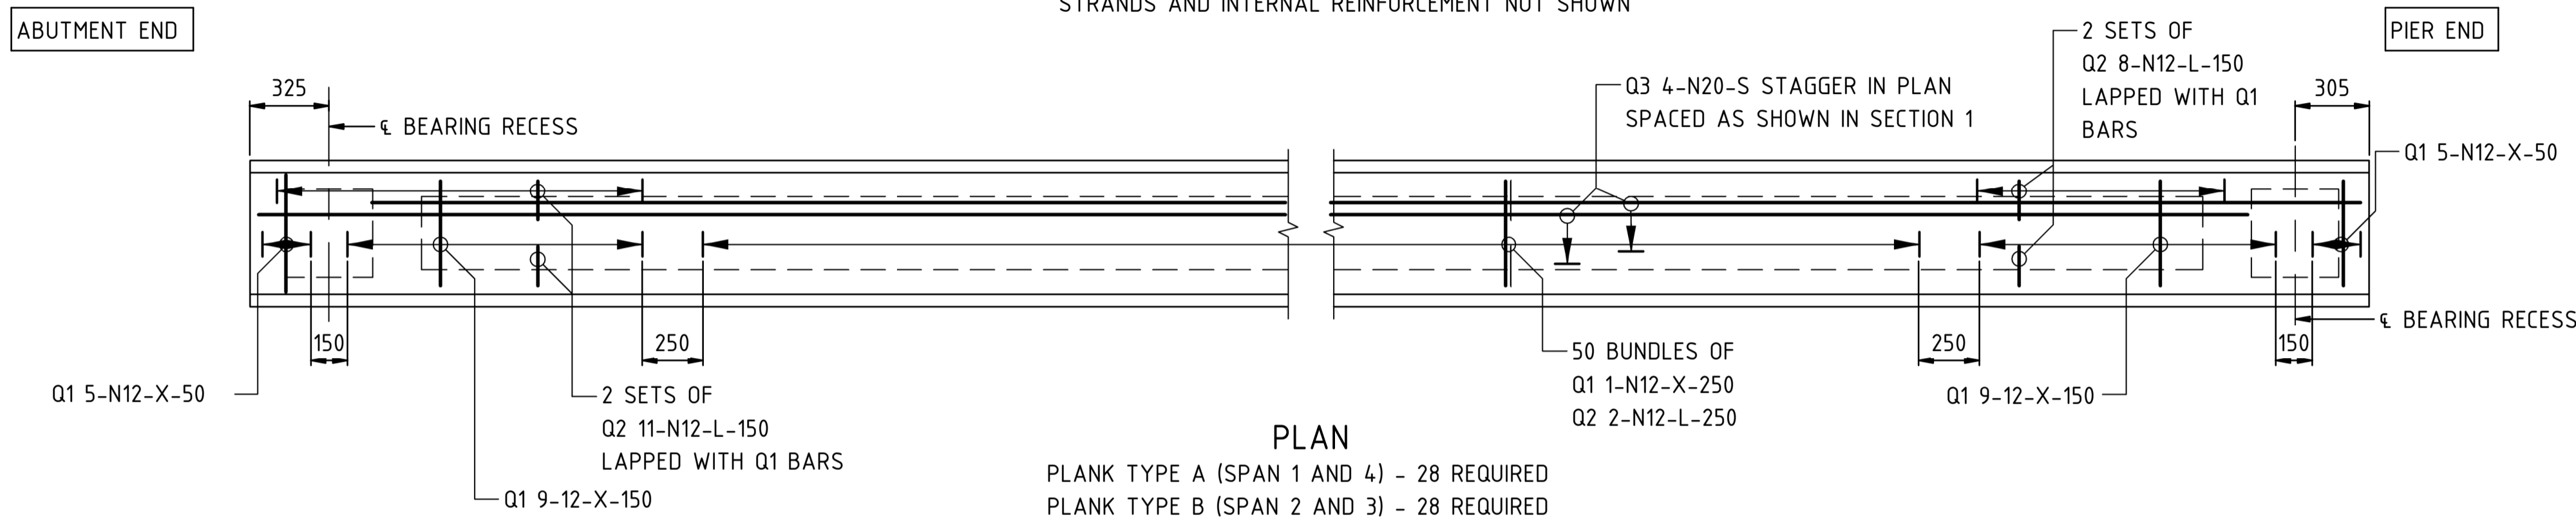 STRANDS AND INTERNAL REINFORCEMENT NOT SHOWN
ABUTMENT END
PIER END
2 SETS OF
Q2 8-N12-L-150
LAPPED WITH Q1
BARS
325
Q3 4-N20-S STAGGER IN PLAN
SPACED AS SHOWN IN SECTION 1
305
℄ BEARING RECESS
Q1 5-N12-X-50
150
250
250
150
℄ BEARING RECESS
50 BUNDLES OF
Q1 1-N12-X-250
Q2 2-N12-L-250
Q1 5-N12-X-50
2 SETS OF
Q2 11-N12-L-150
LAPPED WITH Q1 BARS
Q1 9-12-X-150
Q1 9-12-X-150
PLAN
PLANK TYPE A (SPAN 1 AND 4) - 28 REQUIRED
PLANK TYPE B (SPAN 2 AND 3) - 28 REQUIRED